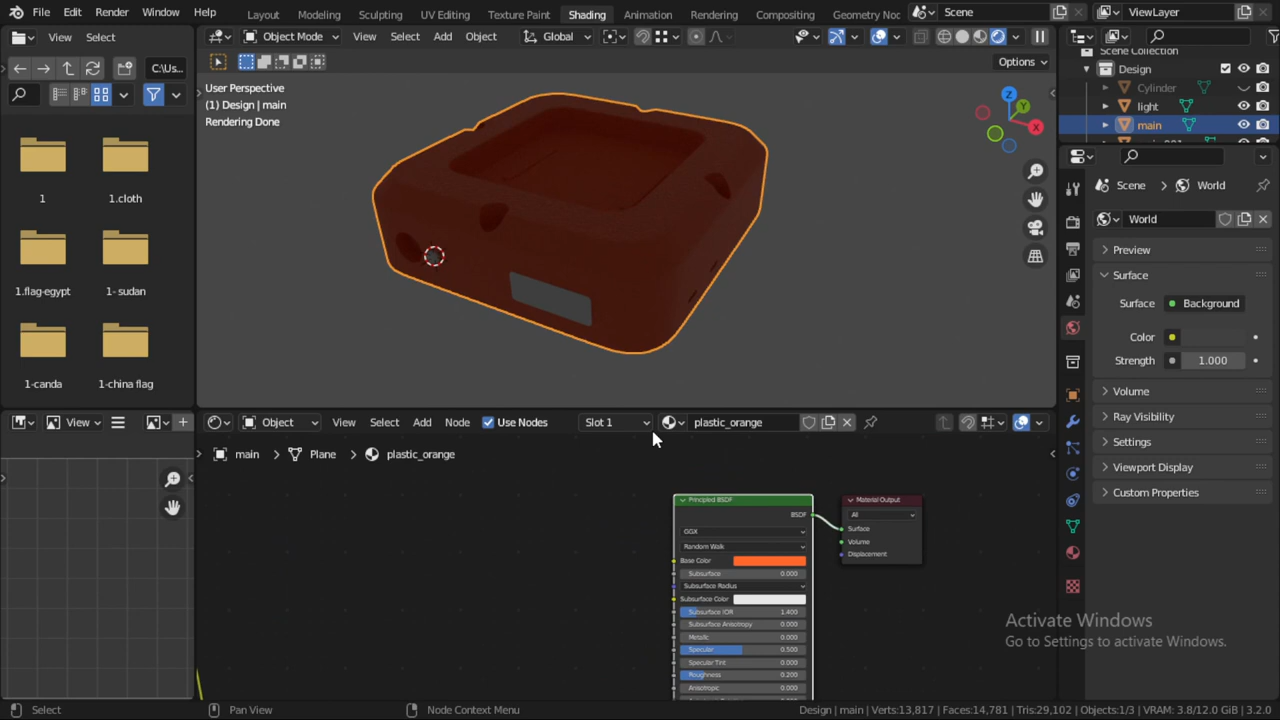 File Edit Render Window Help Layout Modeling Sculpting UV Editing Texture Paint Shading Animation Rendering Compositing Geometry Noc Scene ViewLayer
View Select Object Mode View Select Add Object Global
Options
C:\Us...
1
1.cloth
1.flag-egypt
1- sudan
1-canda
1-china flag
User Perspective
(1) Design | main
Rendering Done
Z
Y
X
Scene Collection
Design
Cylinder
light
main
Scene World
World
Preview
Surface
Surface Background
Color
Strength 1.000
Volume
Ray Visibility
Settings
Viewport Display
Custom Properties
View
Object View Select Add Node Use Nodes Slot 1 plastic_orange
main Plane plastic_orange
Principled BSDF
BSDF
GGX
Random Walk
Base Color
Subsurface 0.000
Subsurface Radius
Subsurface Color
Subsurface IOR 1.400
Subsurface Anisotropy 0.000
Metallic 0.000
Specular 0.500
Specular Tint 0.000
Roughness 0.200
Anisotropic 0.000
Material Output
All
Surface
Volume
Displacement
Activate Windows
Go to Settings to activate Windows.
Select Pan View Node Context Menu Design | main | Verts:13,817 | Faces:14,781 | Tris:29,102 | Objects:1/3 | VRAM: 3.8/12.0 GiB | 3.2.0